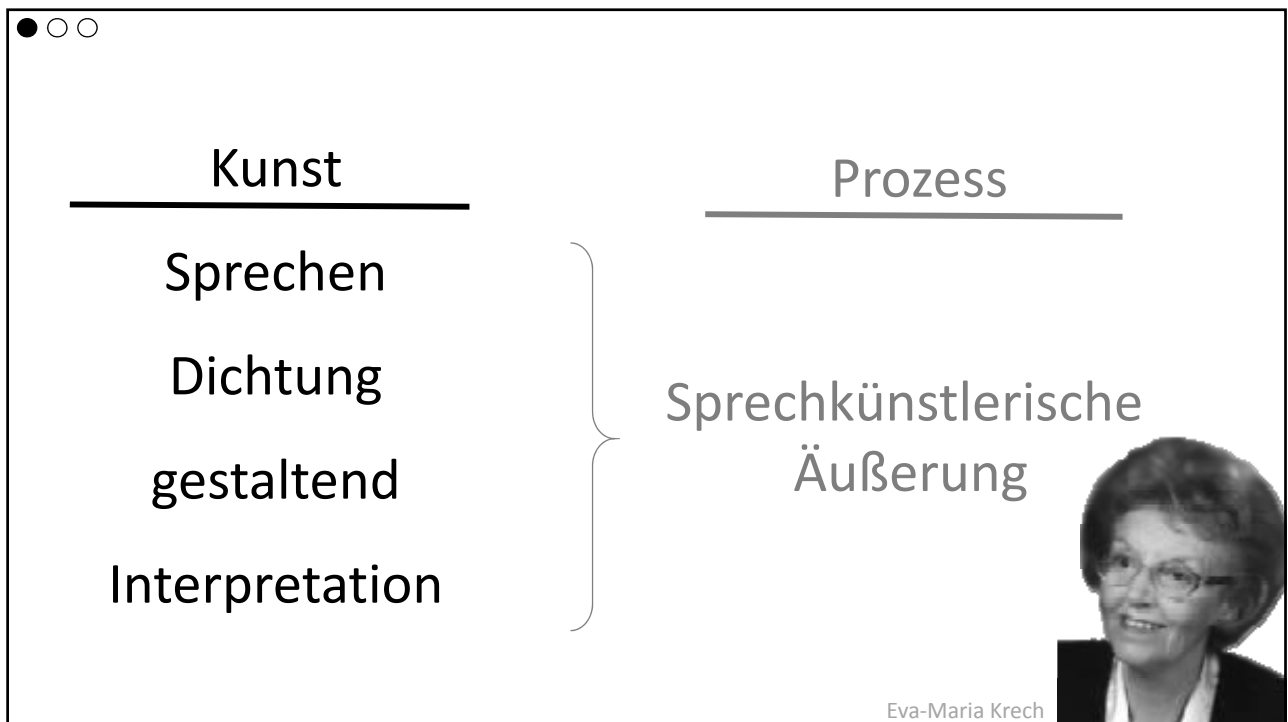 Kunst
Sprechen
Dichtung
gestaltend
Interpretation
Prozess
Sprechkünstlerische
Äußerung
Eva-Maria Krech